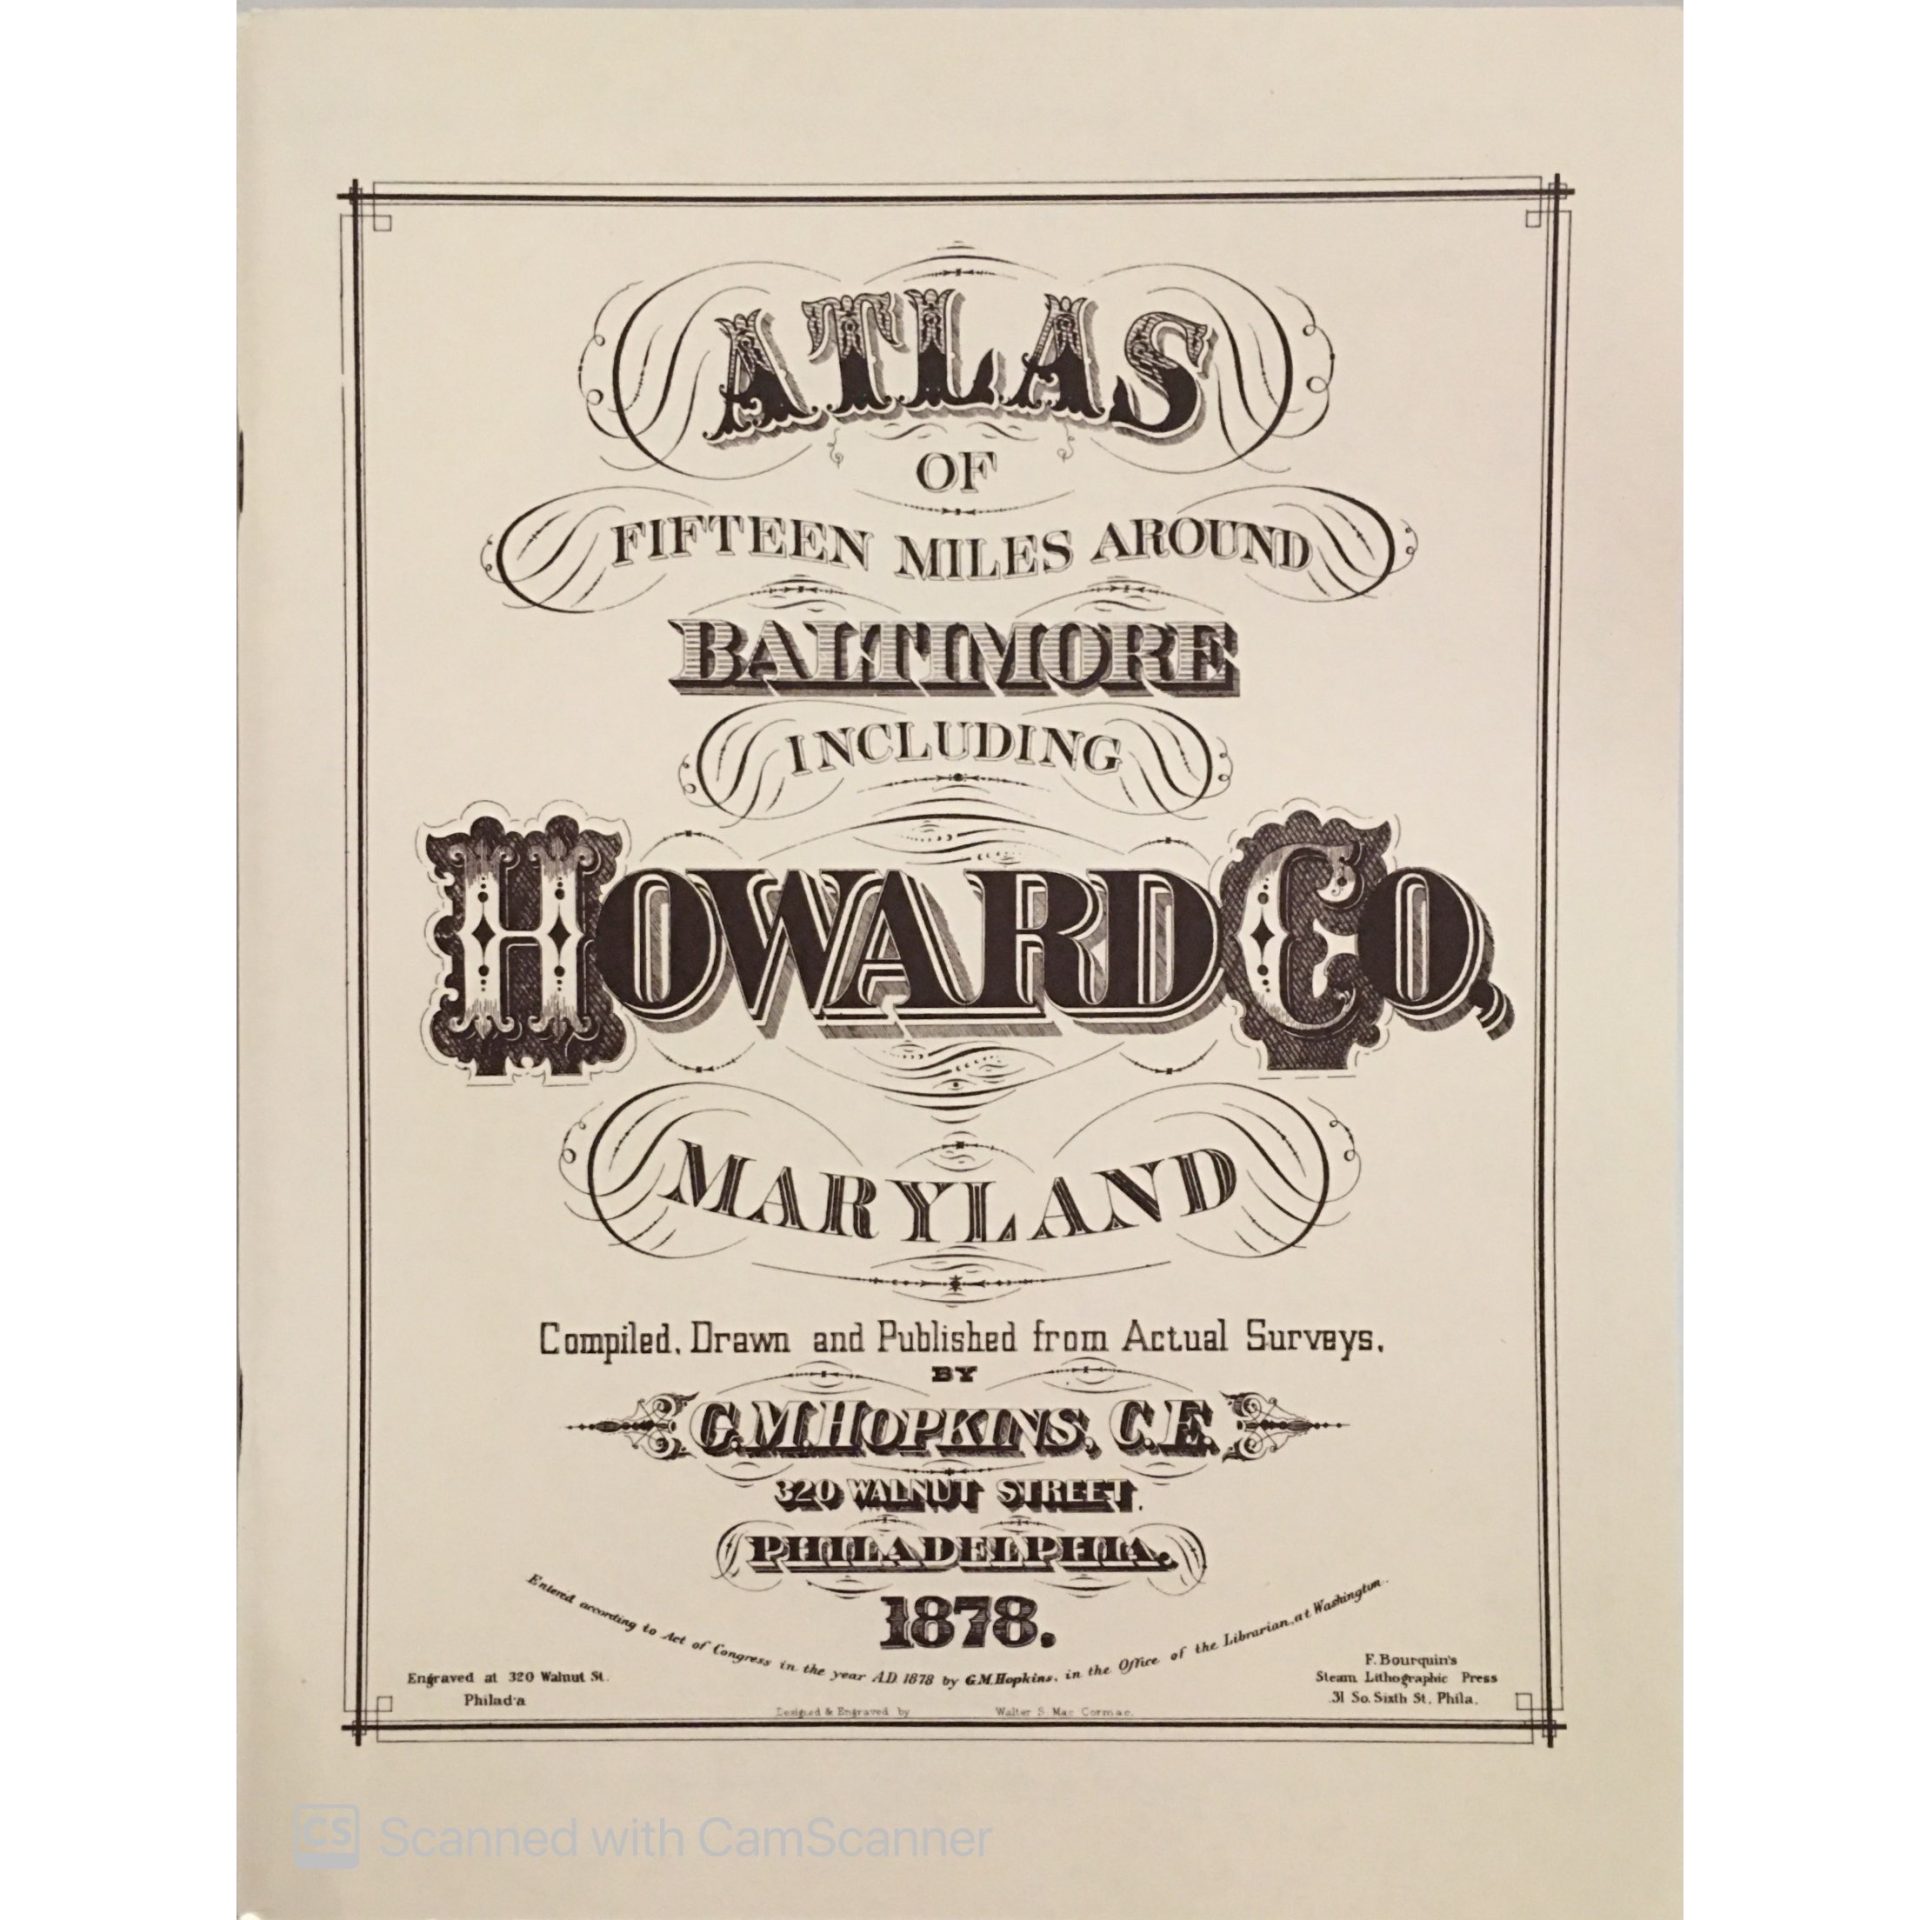 ATLAS
OF
FIFTEEN MILES AROUND
BALTIMORE
INCLUDING
HOWARD CO.
MARYLAND
Compiled, Drawn and Published from Actual Surveys,
BY
G.M. HOPKINS, C.E.
320 WALNUT STREET.
PHILADELPHIA.
1878.
Entered according to Act of Congress in the year A.D. 1878 by G.M. Hopkins, in the Office of the Librarian, at Washington.
Engraved at 320 Walnut St.
Philad'a
F. Bourquin's
Steam Lithographic Press
31 So. Sixth St. Phila.
Designed & Engraved by Walter S. Mac Cormac.
CS Scanned with CamScanner